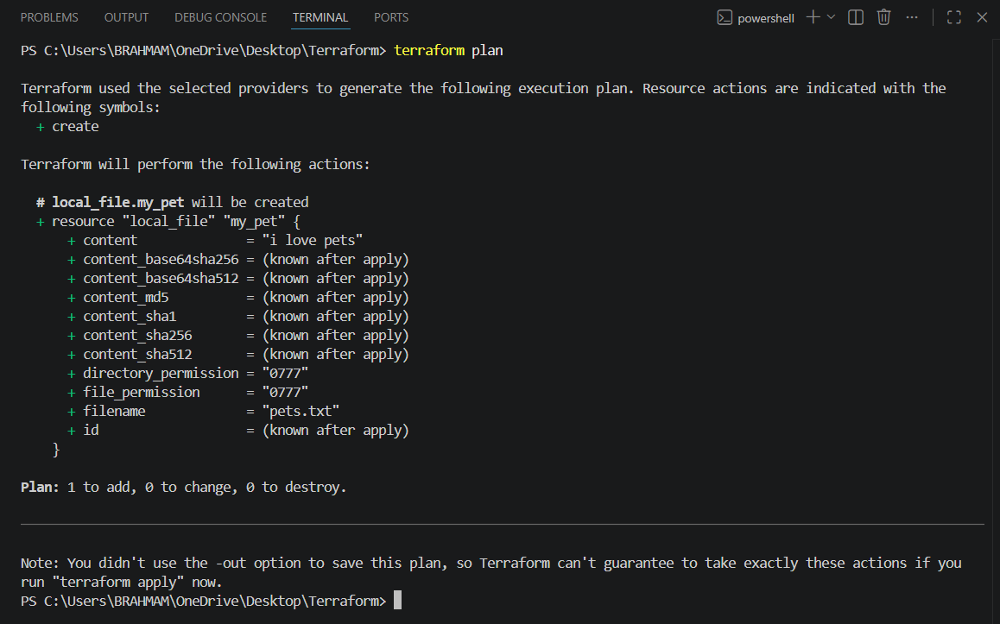 PROBLEMS OUTPUT DEBUG CONSOLE TERMINAL PORTS powershell
PS C:\Users\BRAHMAM\OneDrive\Desktop\Terraform> terraform plan
Terraform used the selected providers to generate the following execution plan. Resource actions are indicated with the
following symbols:
  + create
Terraform will perform the following actions:
  # local_file.my_pet will be created
  + resource "local_file" "my_pet" {
      + content              = "i love pets"
      + content_base64sha256 = (known after apply)
      + content_base64sha512 = (known after apply)
      + content_md5          = (known after apply)
      + content_sha1         = (known after apply)
      + content_sha256       = (known after apply)
      + content_sha512       = (known after apply)
      + directory_permission = "0777"
      + file_permission      = "0777"
      + filename             = "pets.txt"
      + id                   = (known after apply)
    }
Plan: 1 to add, 0 to change, 0 to destroy.
Note: You didn't use the -out option to save this plan, so Terraform can't guarantee to take exactly these actions if you
run "terraform apply" now.
PS C:\Users\BRAHMAM\OneDrive\Desktop\Terraform>